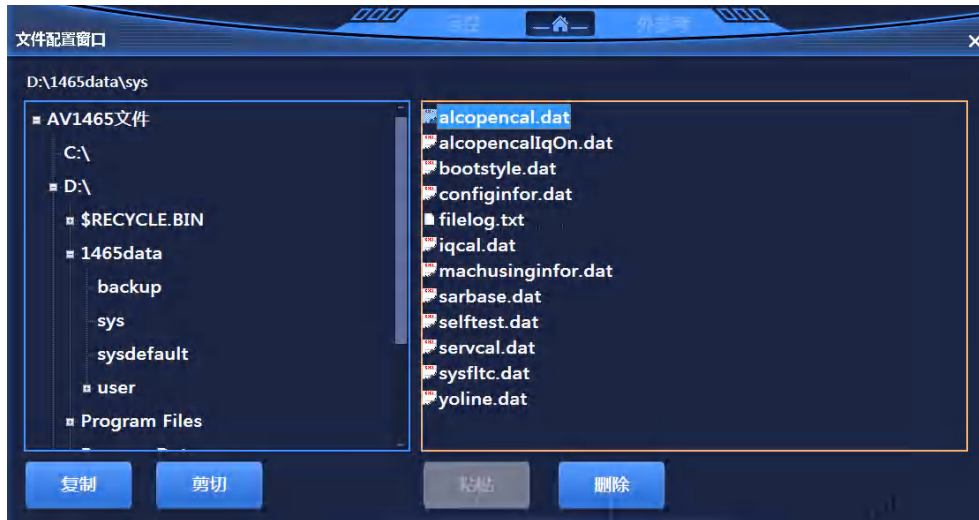 文件配置窗口
D:\1465data\sys
AV1465文件
C:\
D:\
$RECYCLE.BIN
1465data
backup
sys
sysdefault
user
Program Files
alcopencal.dat
alcopencalIqOn.dat
bootstyle.dat
configinfor.dat
filelog.txt
iqcal.dat
machusinginfor.dat
sarbase.dat
selftest.dat
servcal.dat
sysfltc.dat
yoline.dat
复制
剪切
粘帖
删除